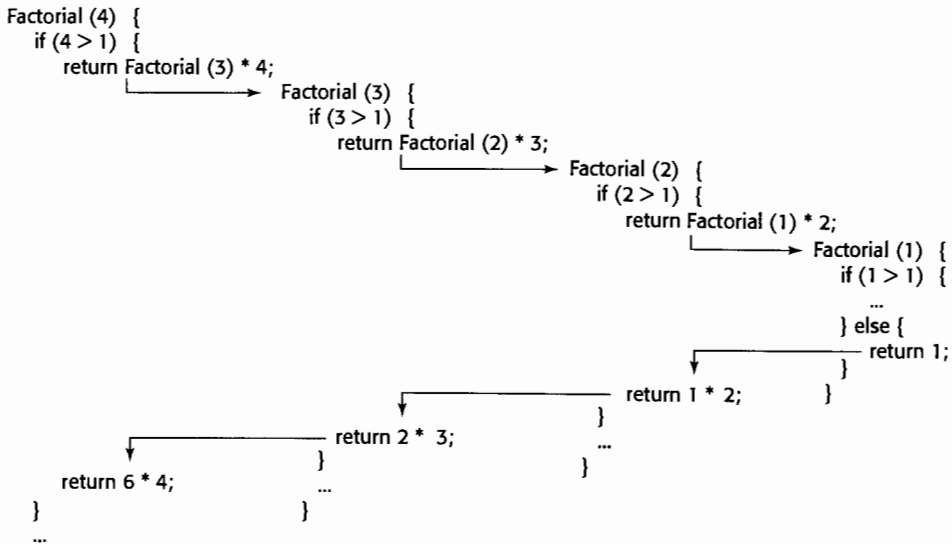 Factorial (4) {
if (4 > 1) {
return Factorial (3) * 4;
Factorial (3) {
if (3 > 1) {
return Factorial (2) * 3;
Factorial (2) {
if (2 > 1) {
return Factorial (1) * 2;
Factorial (1) {
if (1 > 1) {
...
} else {
return 1;
}
}
return 1 * 2;
}
...
}
return 2 * 3;
}
...
}
return 6 * 4;
}
...